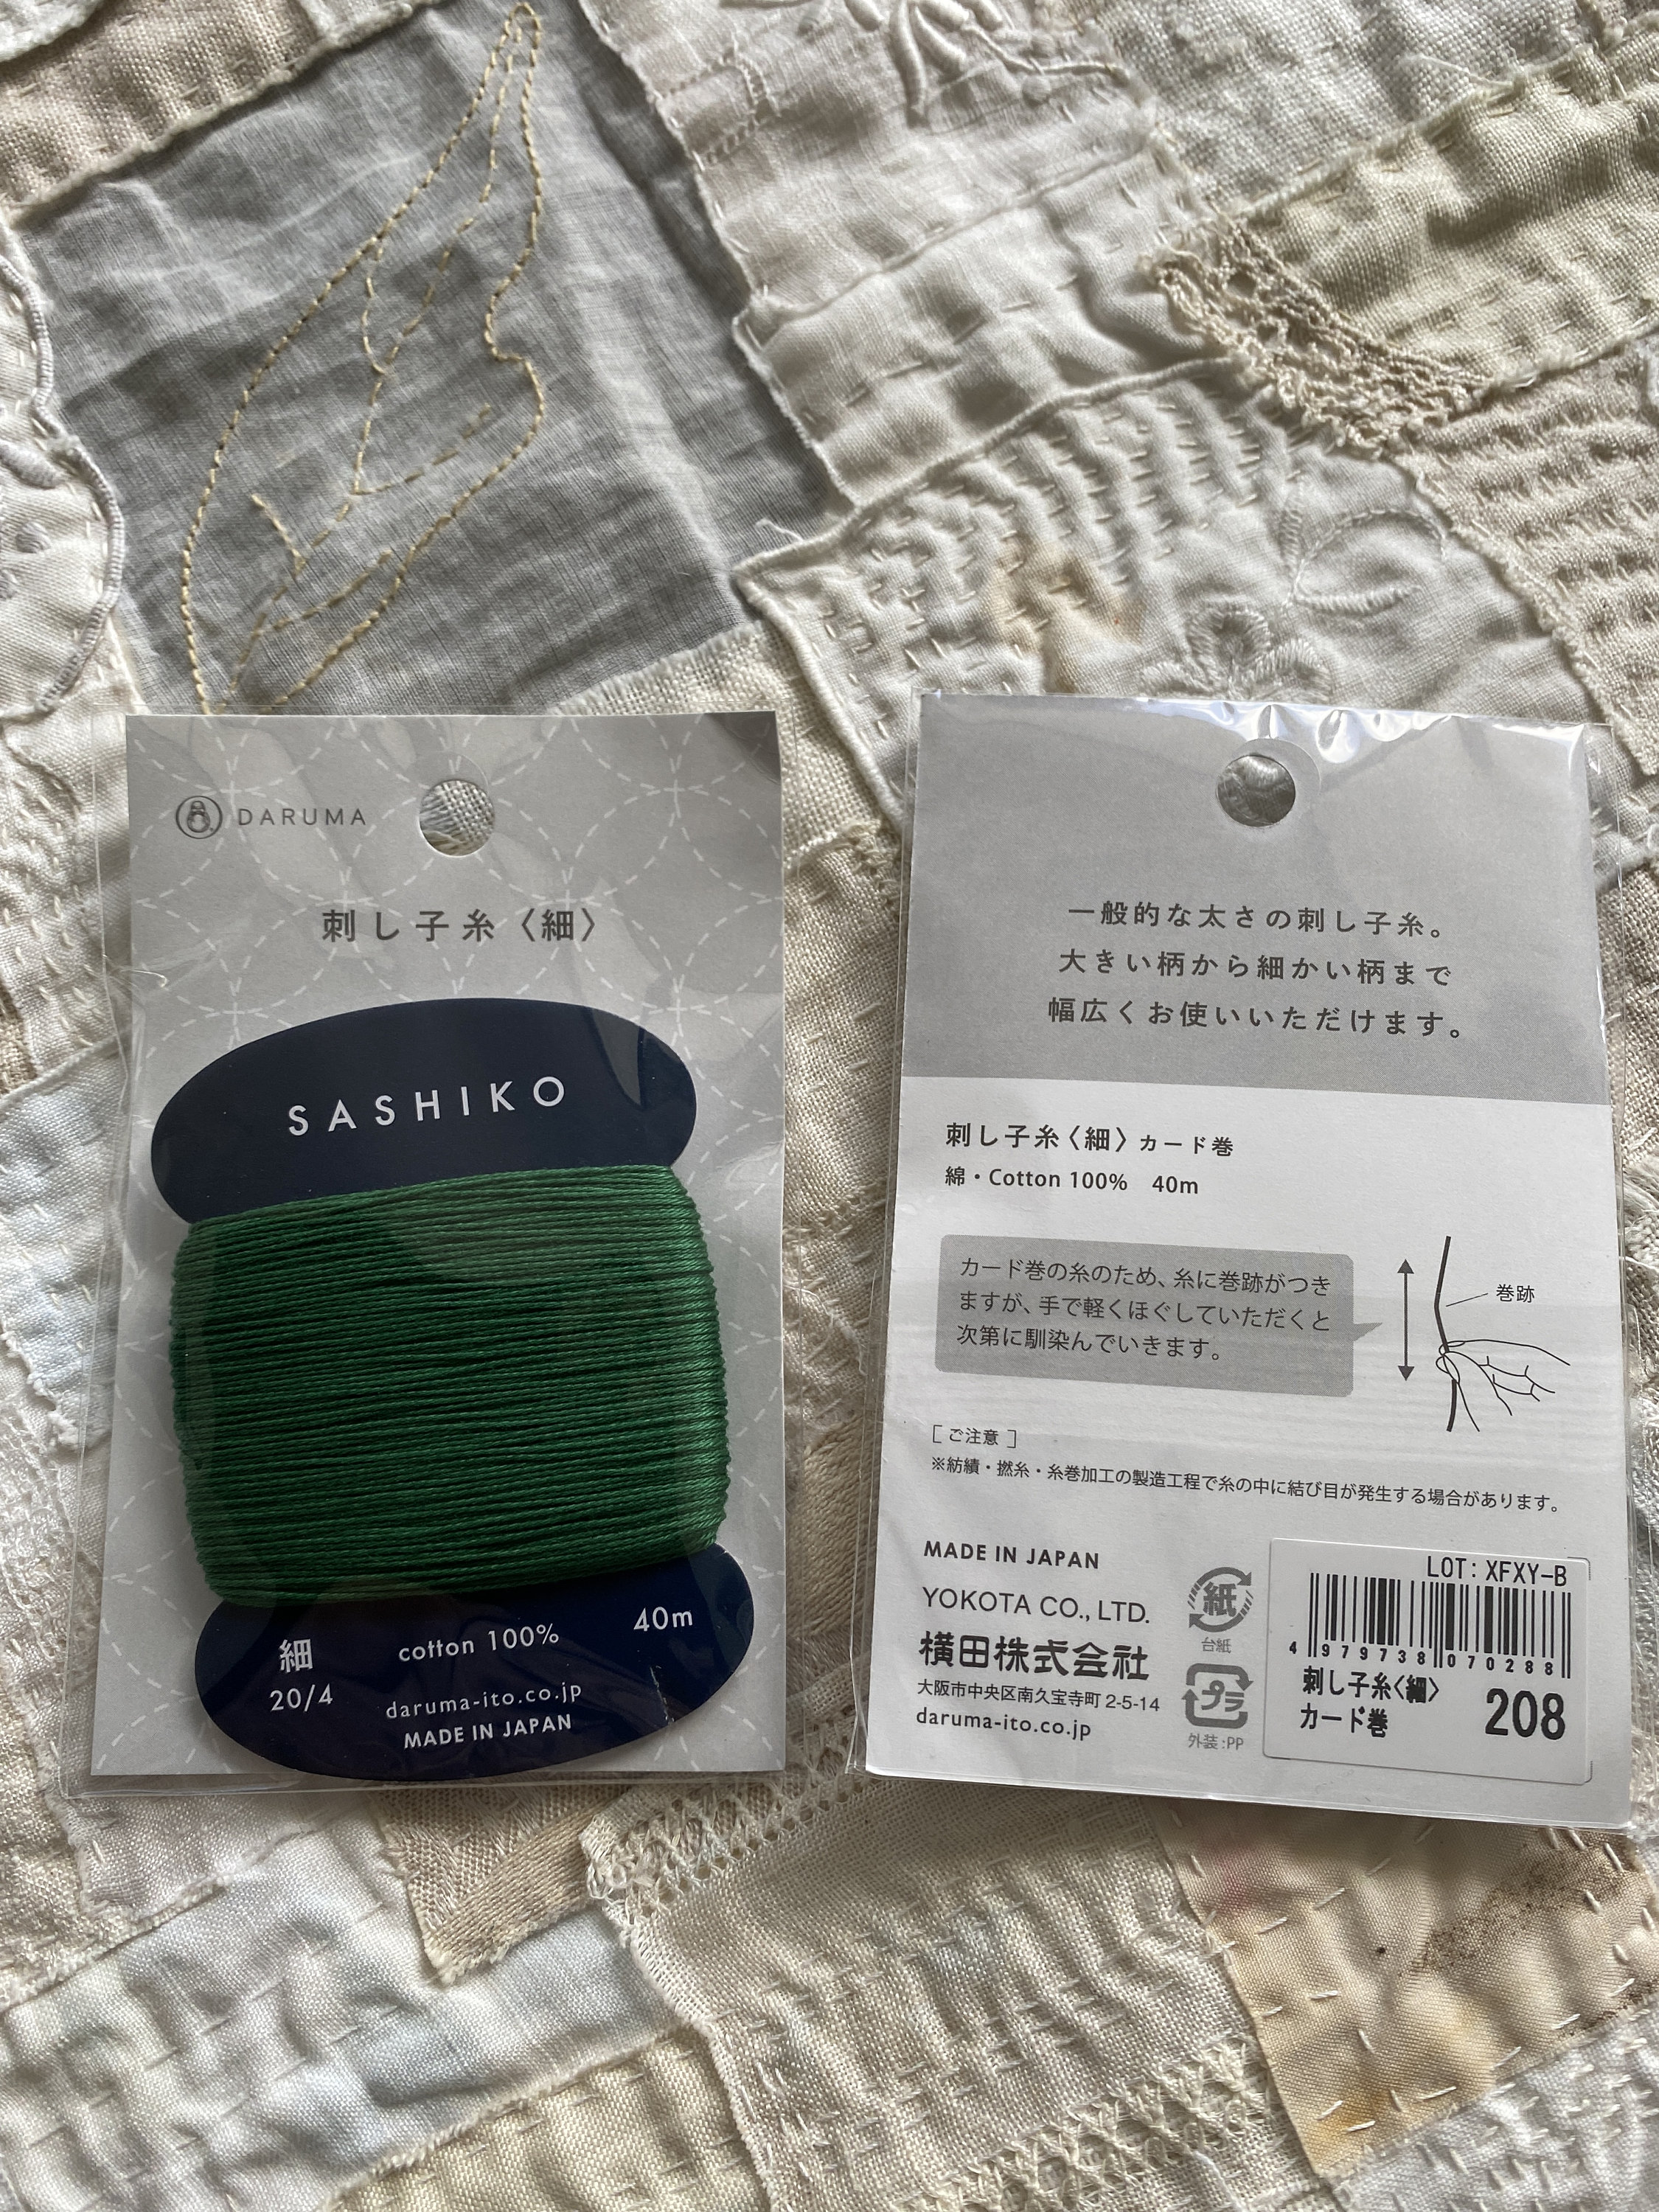 DARUMA
刺し子糸〈細〉
SASHIKO
細
20/4
cotton 100%
40m
daruma-ito.co.jp
MADE IN JAPAN
一般的な太さの刺し子糸。
大きい柄から細かい柄まで
幅広くお使いいただけます。
刺し子糸〈細〉カード巻
綿・Cotton 100% 40m
カード巻の糸のため、糸に巻跡がつき
ますが、手で軽くほぐしていただくと
次第に馴染んでいきます。
巻跡
［ご注意］
※紡績・撚糸・糸巻加工の製造工程で糸の中に結び目が発生する場合があります。
MADE IN JAPAN
YOKOTA CO., LTD.
横田株式会社
大阪市中央区南久宝寺町 2-5-14
daruma-ito.co.jp
紙
台紙
プラ
外装:PP
LOT: XFXY-B
4 979738 070288
刺し子糸〈細〉
カード巻
208